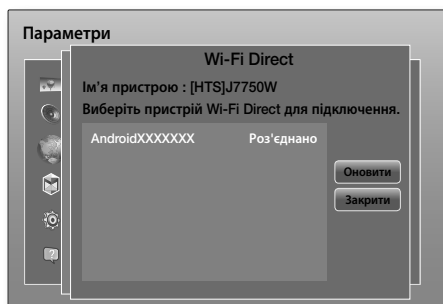 Параметри
Wi-Fi Direct
Ім'я пристрою : [HTS]J7750W
Виберіть пристрій Wi-Fi Direct для підключення.
AndroidXXXXXXX Роз'єднано
Оновити
Закрити
?